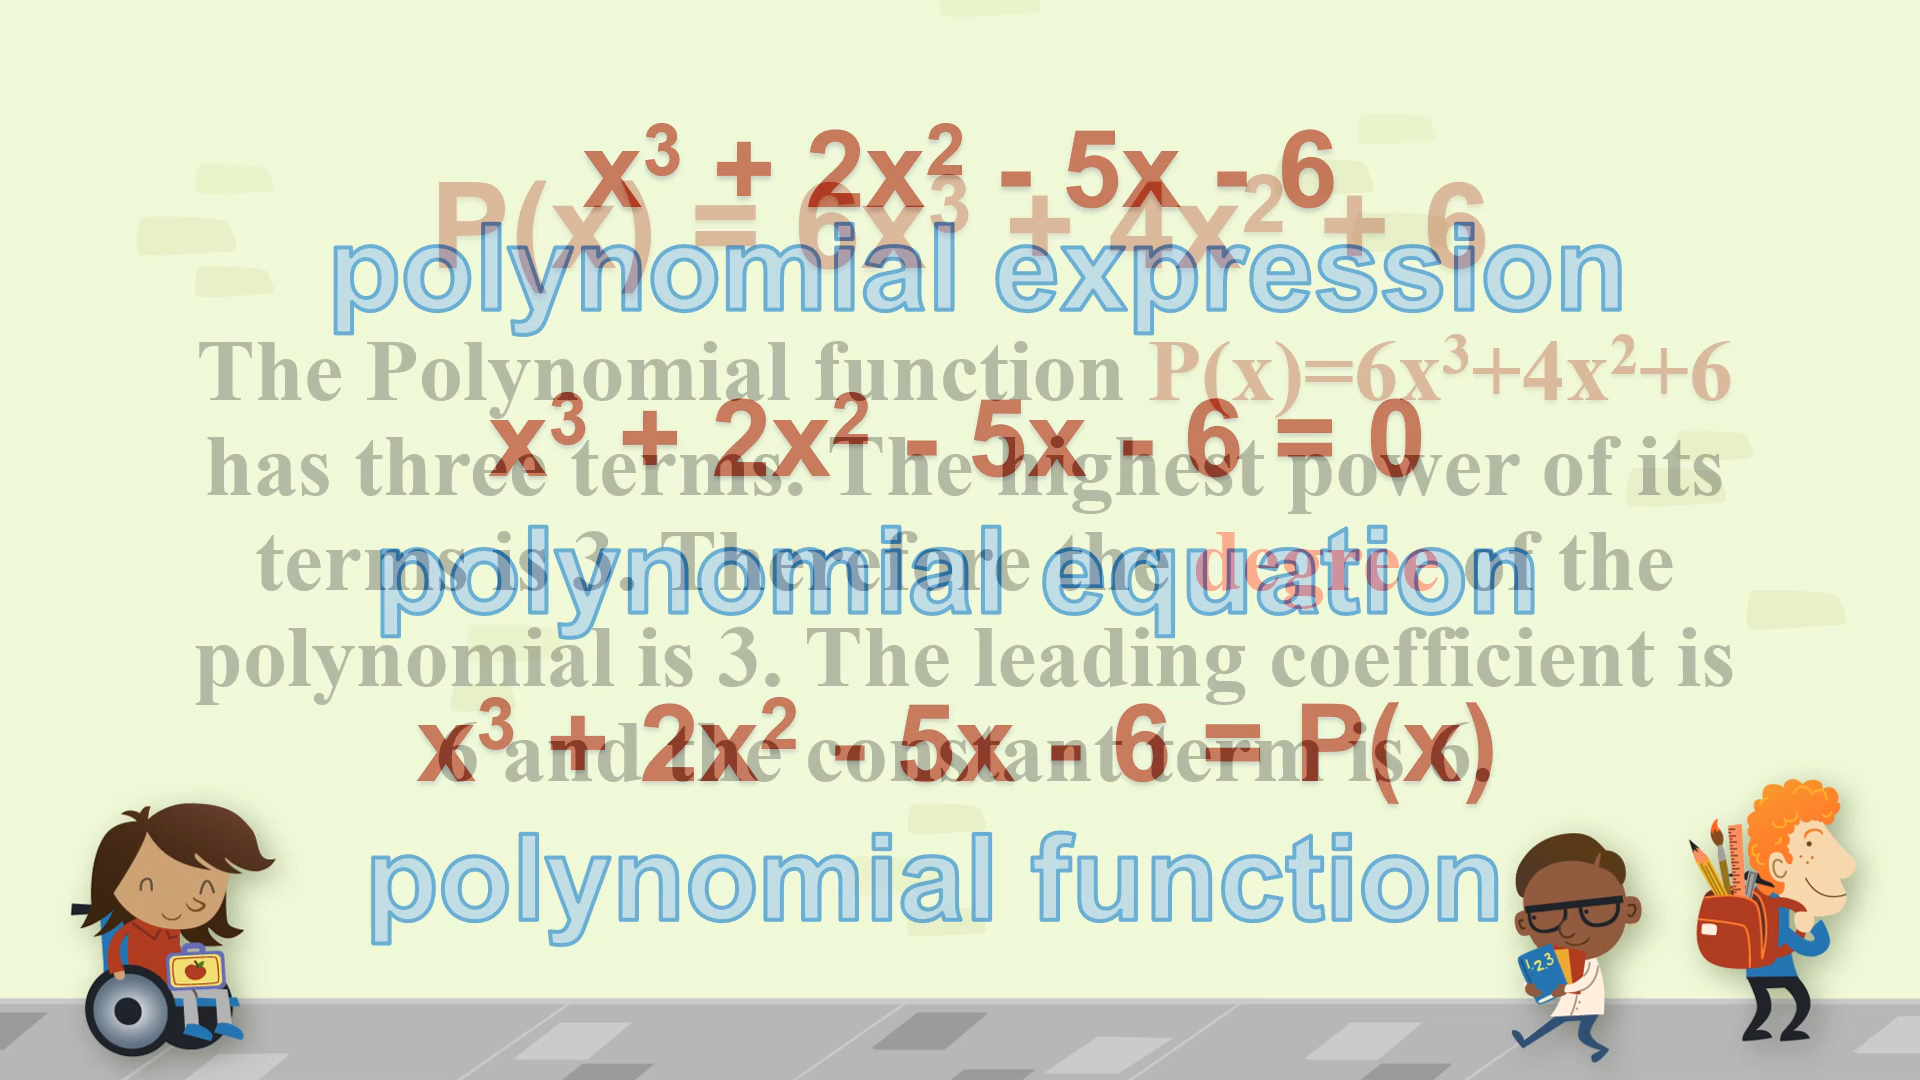 x³ + 2x² - 5x - 6
P(x) = 6x³ + 4x² + 6
polynomial expression
The Polynomial function P(x)=6x³+4x²+6
x³ + 2x² - 5x - 6 = 0
has three terms. The highest power of its
polynomial equation
terms is 3. Therefore the degree of the
polynomial is 3. The leading coefficient is
x³ + 2x² - 5x - 6 = P(x)
6 and the constant term is 6.
polynomial function
1,2,3